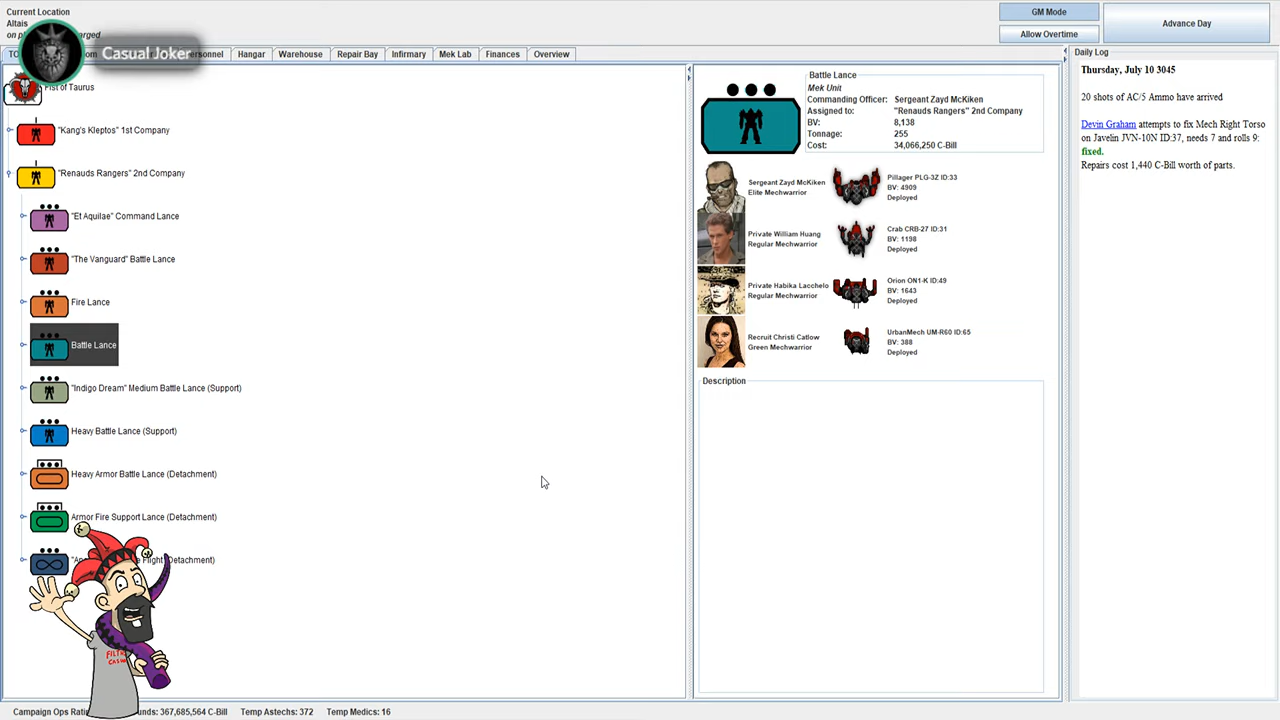 Current Location
Altais
Casual Joker
GM Mode
Allow Overtime
Advance Day
Hangar
Warehouse
Repair Bay
Infirmary
Mek Lab
Finances
Overview
Fist of Taurus
"Kang's Kleptos" 1st Company
"Renauds Rangers" 2nd Company
"Et Aquilae" Command Lance
"The Vanguard" Battle Lance
Fire Lance
Battle Lance
"Indigo Dream" Medium Battle Lance (Support)
Heavy Battle Lance (Support)
Heavy Armor Battle Lance (Detachment)
Armor Fire Support Lance (Detachment)
Flight (Detachment)
Battle Lance
Mek Unit
Commanding Officer: Sergeant Zayd McKiken
Assigned to: "Renauds Rangers" 2nd Company
BV: 8,138
Tonnage: 255
Cost: 34,066,250 C-Bill
Sergeant Zayd McKiken
Elite Mechwarrior
Pillager PLG-3Z ID:33
BV: 4909
Deployed
Private William Huang
Regular Mechwarrior
Crab CRB-27 ID:31
BV: 1198
Deployed
Private Habika Lacchelo
Regular Mechwarrior
Orion ON1-K ID:49
BV: 1643
Deployed
Recruit Christi Catlow
Green Mechwarrior
UrbanMech UM-R60 ID:65
BV: 388
Deployed
Description
Daily Log
Thursday, July 10 3045
20 shots of AC/5 Ammo have arrived
Devin Graham attempts to fix Mech Right Torso
on Javelin JVN-10N ID:37, needs 7 and rolls 9:
fixed.
Repairs cost 1,440 C-Bill worth of parts.
Campaign Ops Rati
unds: 367,685,564 C-Bill
Temp Astechs: 372
Temp Medics: 16